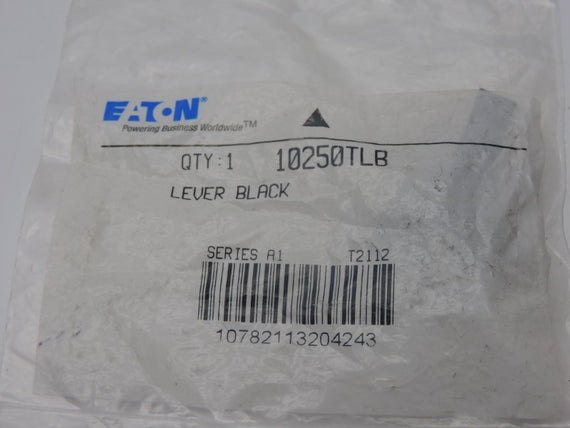 EATON®
Powering Business Worldwide™
QTY:1 10250TLB
LEVER BLACK
SERIES A1 T2112
10782113204243